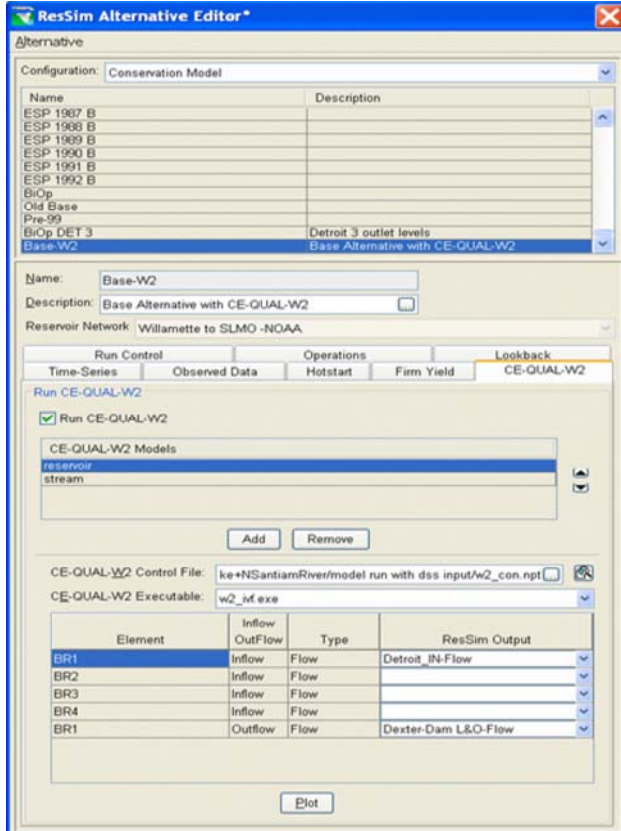 ResSim Alternative Editor*
Alternative
Configuration: Conservation Model
Name Description
ESP 1987 B
ESP 1988 B
ESP 1989 B
ESP 1990 B
ESP 1991 B
ESP 1992 B
BiOp
Old Base
Pre-99
BiOp DET 3 Detroit 3 outlet levels
Base-W2 Base Alternative with CE-QUAL-W2
Name: Base-W2
Description: Base Alternative with CE-QUAL-W2 ...
Reservoir Network Willamette to SLMO -NOAA
Run Control Operations Lookback
Time-Series Observed Data Hotstart Firm Yield CE-QUAL-W2
Run CE-QUAL-W2
Run CE-QUAL-W2
CE-QUAL-W2 Models
reservoir
stream
Add Remove
CE-QUAL-W2 Control File: ke+NSantiamRiver/model run with dss input/w2_con.npt ...
CE-QUAL-W2 Executable: w2_ivf.exe
Element Inflow OutFlow Type ResSim Output
BR1 Inflow Flow Detroit_IN-Flow
BR2 Inflow Flow
BR3 Inflow Flow
BR4 Inflow Flow
BR1 Outflow Flow Dexter-Dam L&O-Flow
Plot